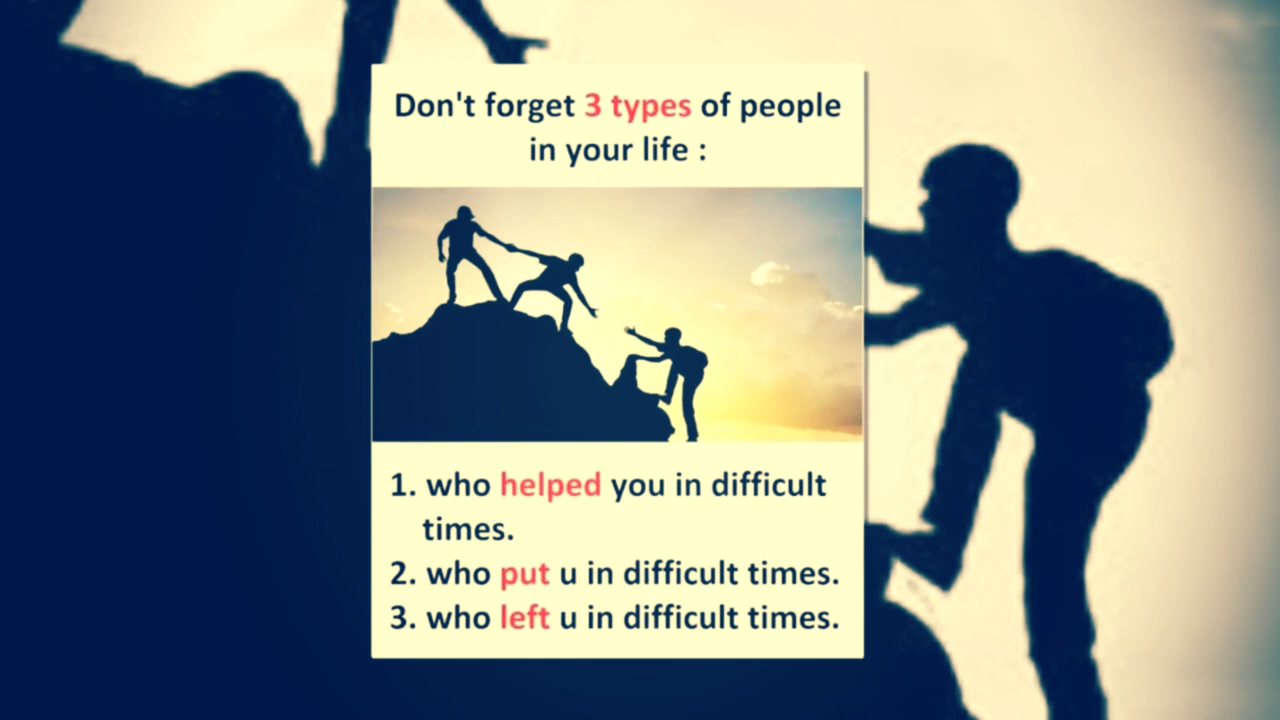 Don't forget 3 types of people
in your life :
1. who helped you in difficult
times.
2. who put u in difficult times.
3. who left u in difficult times.